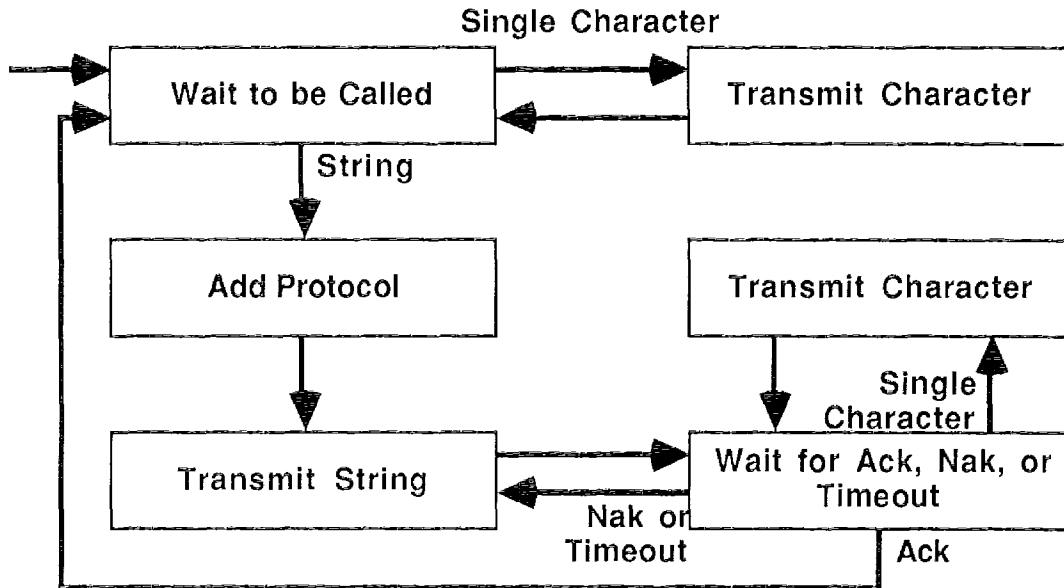 Single Character
Wait to be Called
Transmit Character
String
Add Protocol
Transmit Character
Single
Character
Transmit String
Wait for Ack, Nak, or
Timeout
Nak or
Timeout
Ack